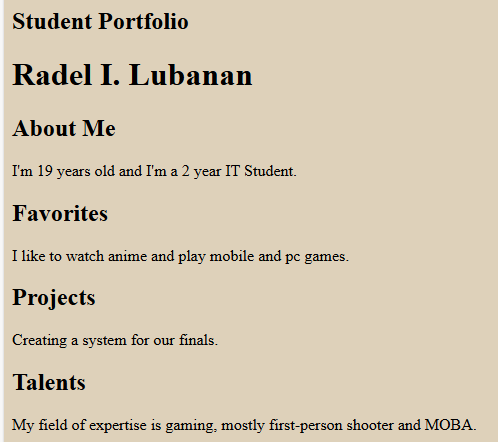 Student Portfolio
Radel I. Lubanan
About Me
I'm 19 years old and I'm a 2 year IT Student.
Favorites
I like to watch anime and play mobile and pc games.
Projects
Creating a system for our finals.
Talents
My field of expertise is gaming, mostly first-person shooter and MOBA.